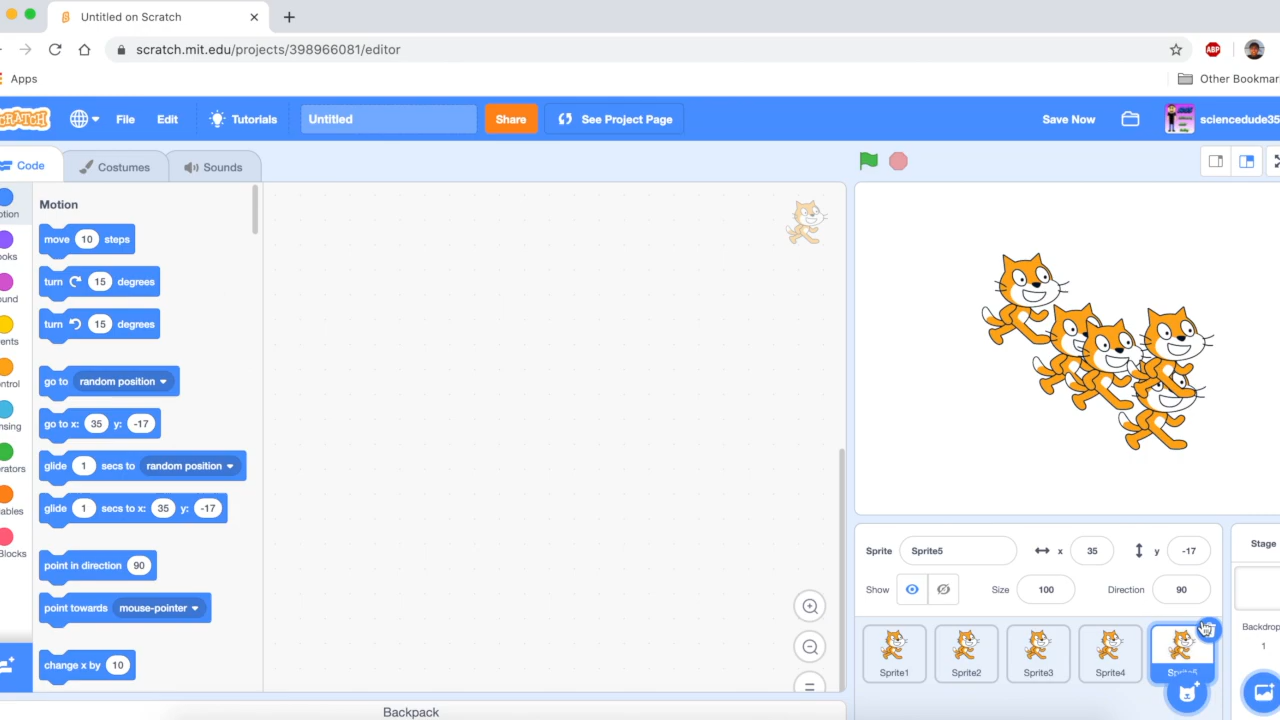 Untitled on Scratch
scratch.mit.edu/projects/398966081/editor
ABP
Apps
Other Bookmar
File Edit Tutorials Untitled Share See Project Page Save Now sciencedude35
Code Costumes Sounds
Motion
move 10 steps
turn 15 degrees
turn 15 degrees
go to random position
go to x: 35 y: -17
glide 1 secs to random position
glide 1 secs to x: 35 y: -17
point in direction 90
point towards mouse-pointer
change x by 10
Blocks
Backpack
Sprite Sprite5 x 35 y -17
Show Size 100 Direction 90
Sprite1 Sprite2 Sprite3 Sprite4
Stage
Backdrop
1